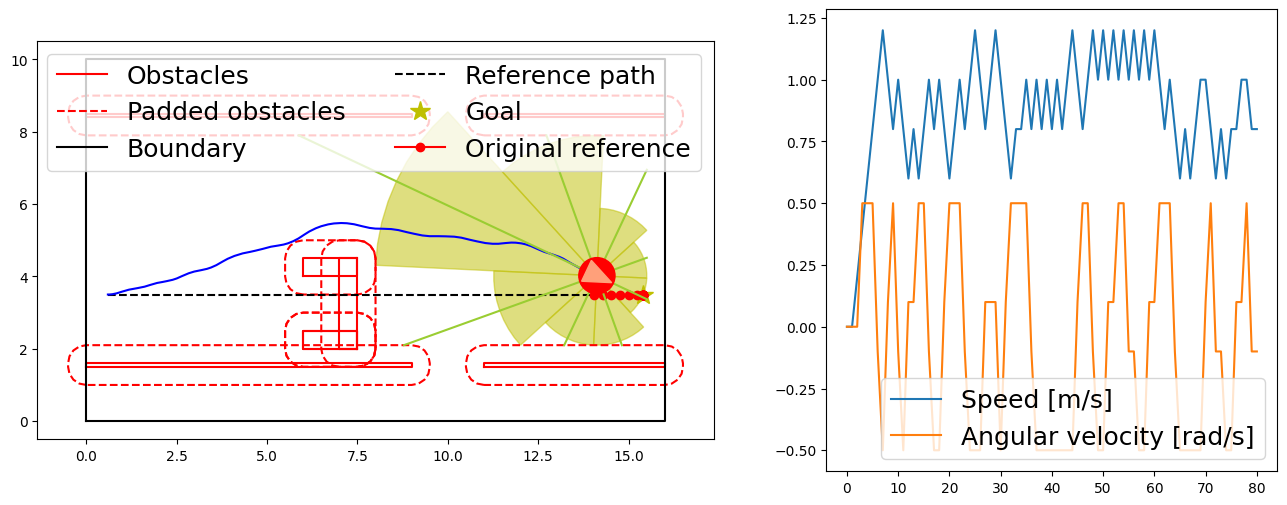 Obstacles
Padded obstacles
Boundary
Reference path
Goal
Original reference
10
8
6
4
2
0
0.0 2.5 5.0 7.5 10.0 12.5 15.0
1.25
1.00
0.75
0.50
0.25
0.00
−0.25
−0.50
Speed [m/s]
Angular velocity [rad/s]
0 10 20 30 40 50 60 70 80